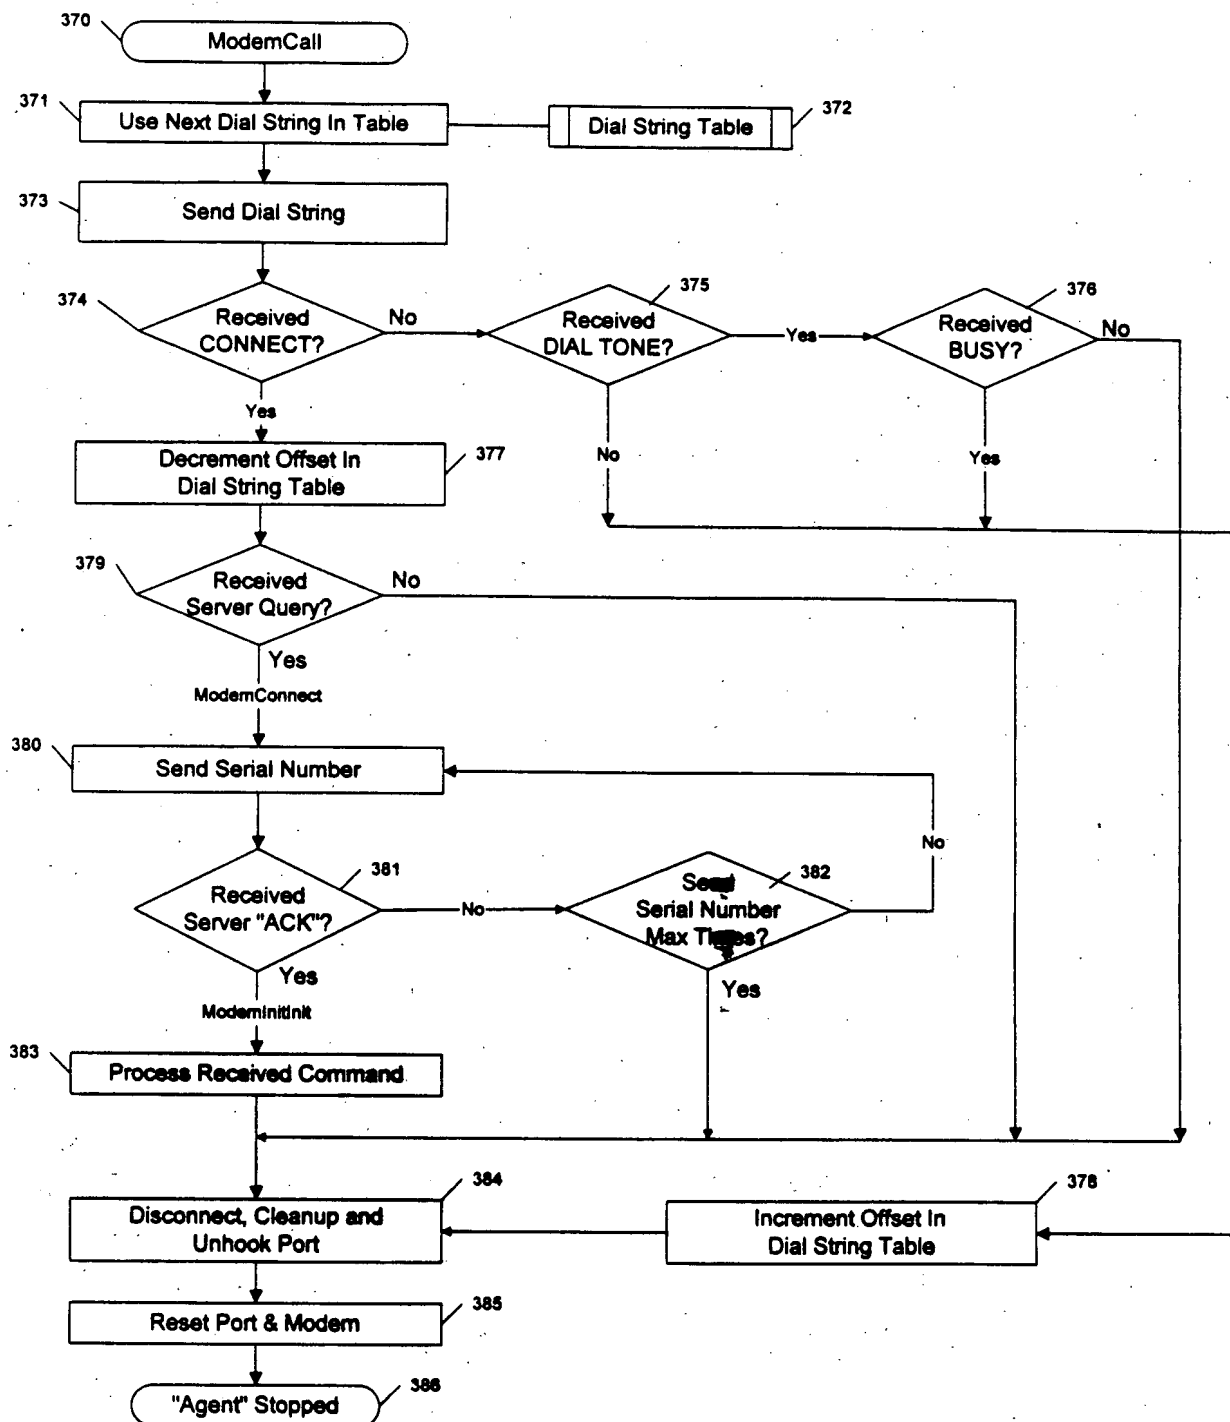 370
ModemCall
371
Use Next Dial String In Table
Dial String Table
372
373
Send Dial String
374
Received
CONNECT?
No
375
Received
DIAL TONE?
Yes
376
Received
BUSY?
No
Yes
No
Yes
Decrement Offset In
Dial String Table
377
379
Received
Server Query?
No
Yes
ModemConnect
380
Send Serial Number
No
381
Received
Server "ACK"?
No
382
Serial Number
Max
Yes
Yes
ModemInitInit
383
Process Received Command
384
Disconnect, Cleanup and
Unhook Port
378
Increment Offset In
Dial String Table
Reset Port & Modem
385
"Agent" Stopped
386